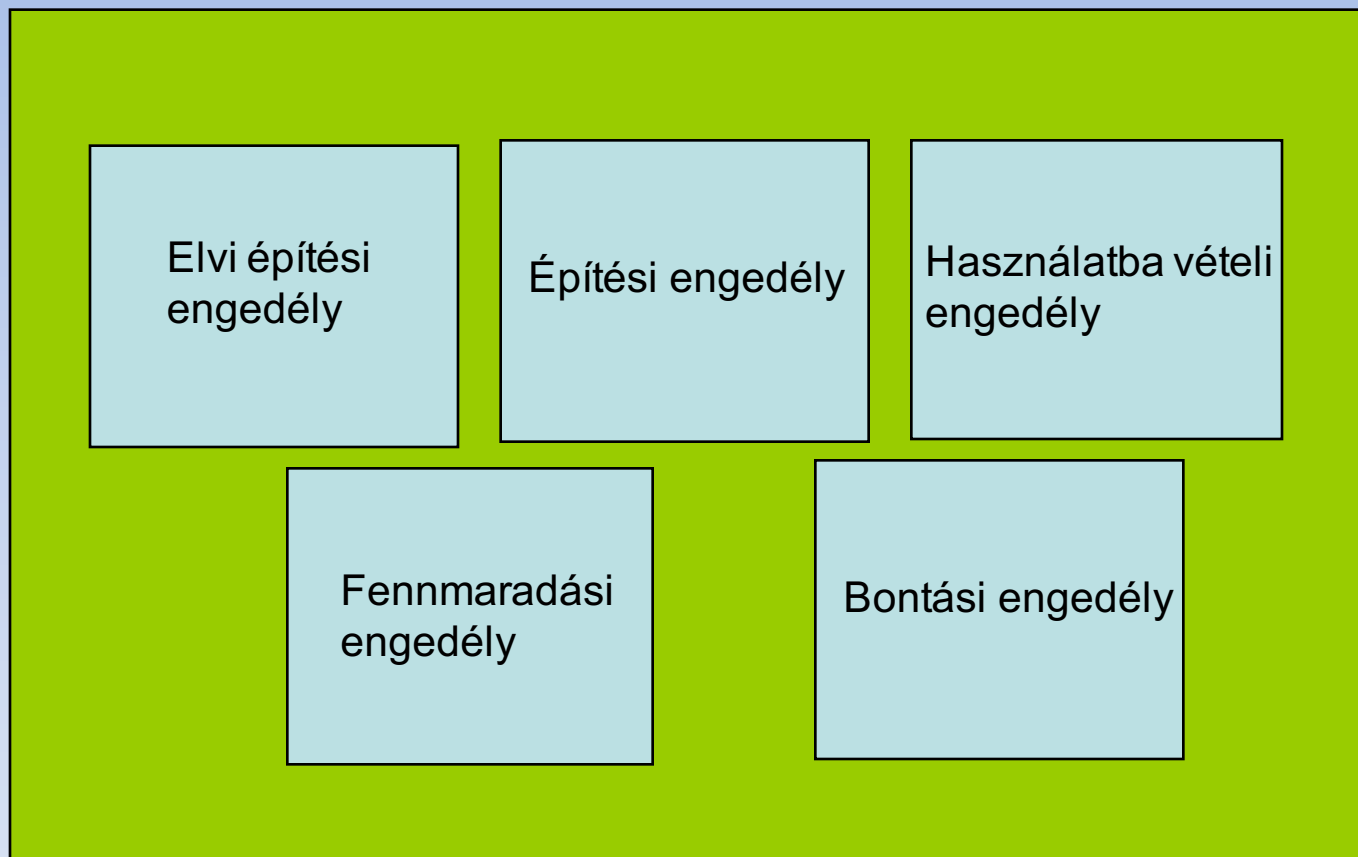 Elvi építési
engedély
Építési engedély
Használatba vételi
engedély
Fennmaradási
engedély
Bontási engedély